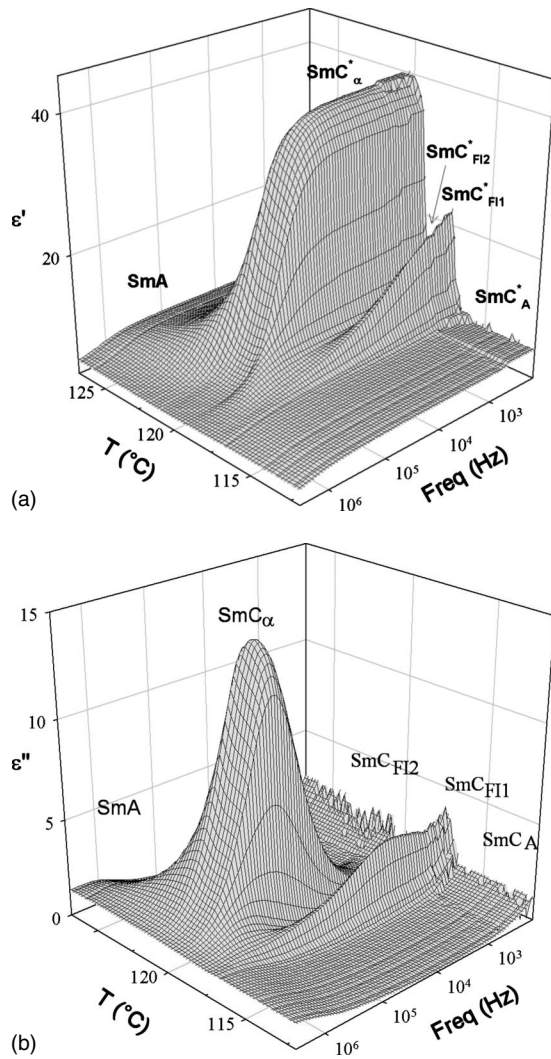 SmC*α
40
SmC*FI2
SmC*FI1
ε'
20
SmA
SmC*A
125
120
115
T (°C)
10³
10⁴
10⁵
10⁶
Freq (Hz)
(a)
15
SmCα
10
ε"
SmCFI2
SmCFI1
SmA
SmCA
5
0
120
115
T (°C)
10³
10⁴
10⁵
10⁶
Freq (Hz)
(b)